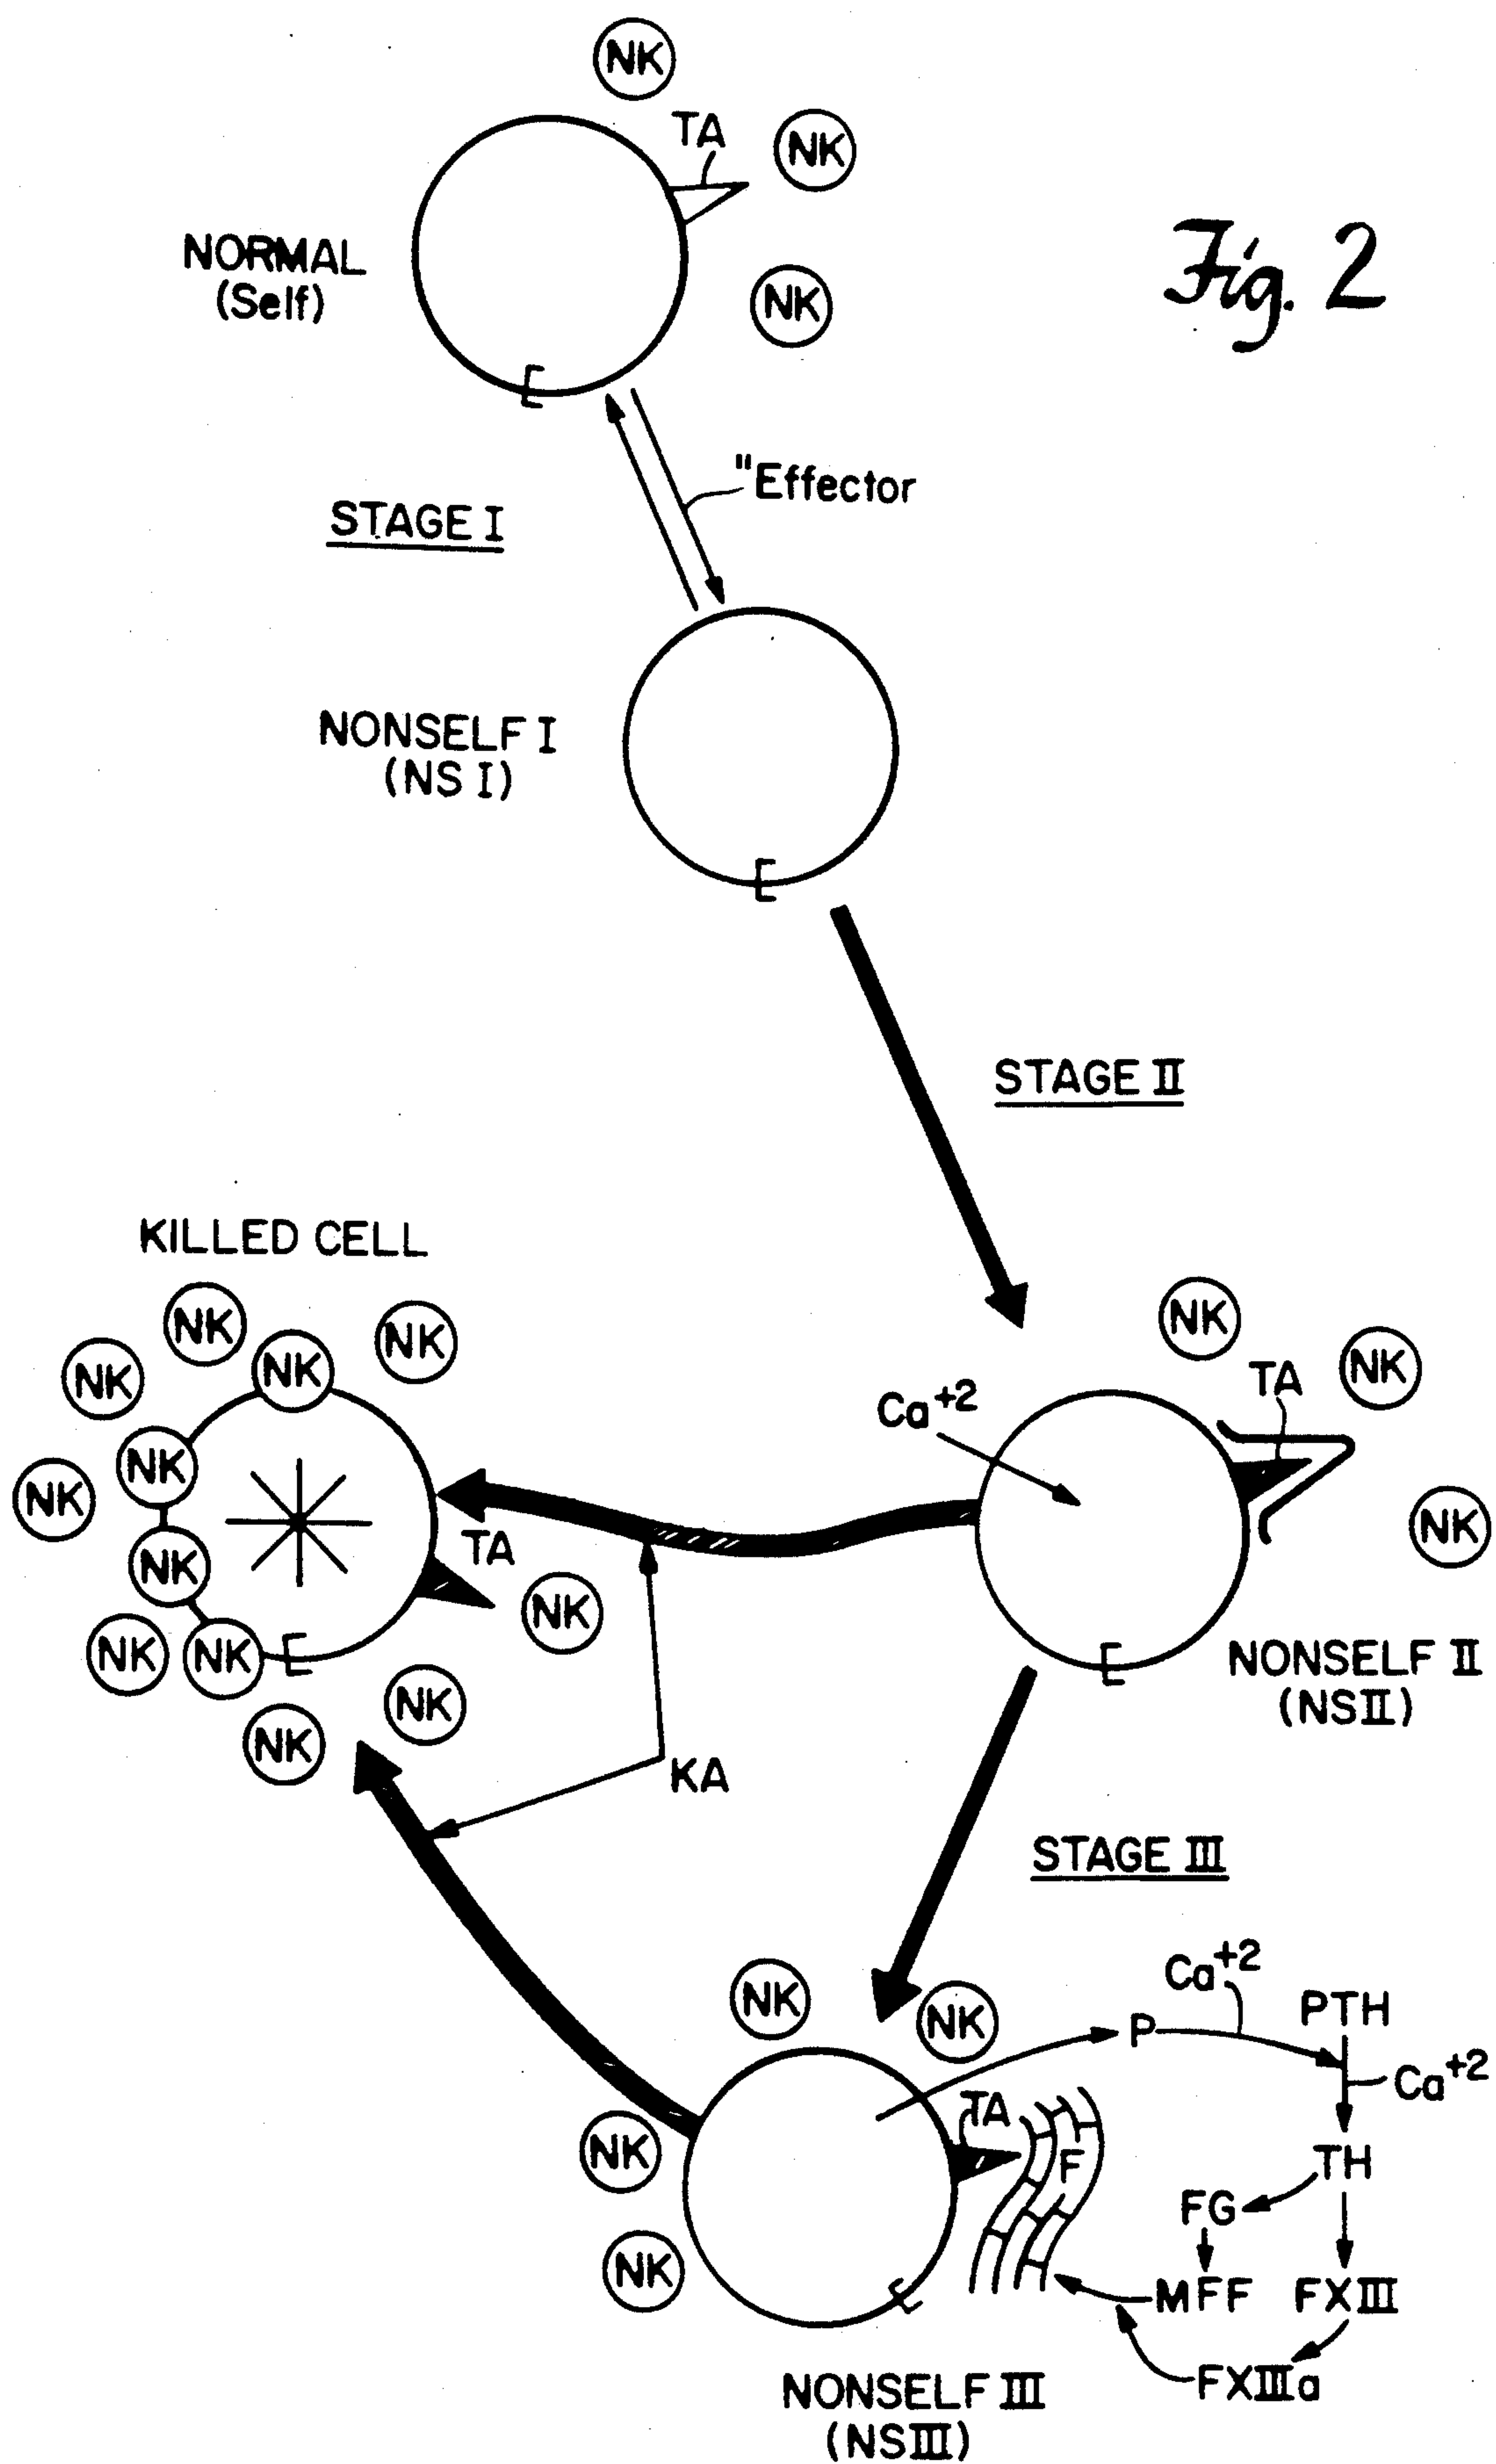 NK
TA
NK
NORMAL
(Self)
NK
Fig. 2
E
"Effector
STAGE I
NONSELF I
(NS I)
E
STAGE II
KILLED CELL
NK
NK
NK
NK
NK
NK
TA
NK
Ca+2
NK
NK
NK
TA
NK
NK
NK
NK
E
NK
NK
E
NONSELF II
(NSII)
KA
STAGE III
NK
NK
Ca+2
P
PTH
Ca+2
TA
NK
F
TH
FG
NK
E
MFF
FXIII
FXIIIa
NONSELF III
(NSIII)